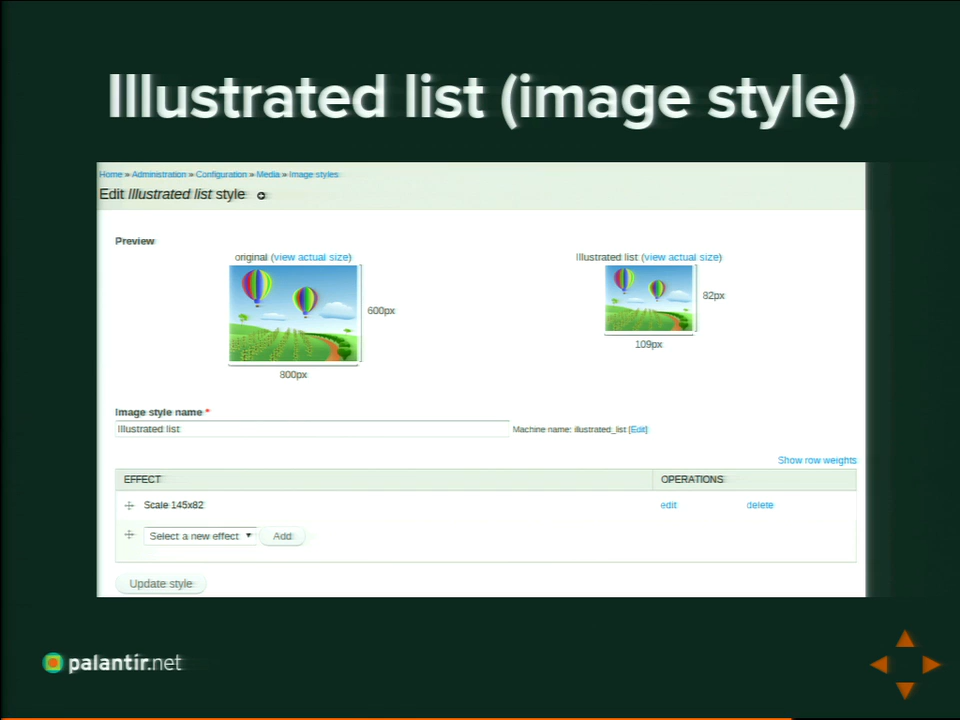 Illustrated list (image style)
Home » Administration » Configuration » Media » Image styles
Edit Illustrated list style
Preview
original (view actual size)
Illustrated list (view actual size)
600px
82px
800px
109px
Image style name *
Illustrated list
Machine name: illustrated_list [Edit]
Show row weights
EFFECT OPERATIONS
Scale 145x82 edit delete
Select a new effect Add
Update style
palantir.net